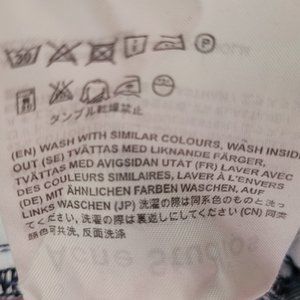 30 P
タンブル乾燥禁止
(EN) WASH WITH SIMILAR COLOURS, WASH INSIDE
OUT (SE) TVÄTTAS MED LIKNANDE FÄRGER,
TVÄTTAS MED AVIGSIDAN UTÅT (FR) LAVER AVEC
DES COULEURS SIMILAIRES, LAVER À L'ENVERS
(DE) MIT ÄHNLICHEN FARBEN WASCHEN, AUF
LINKS WASCHEN (JP) 洗濯の際は同系色のものと洗っ
てください, 洗濯の際は裏返しにしてください (CN) 同类
颜色可共洗, 反面洗涤